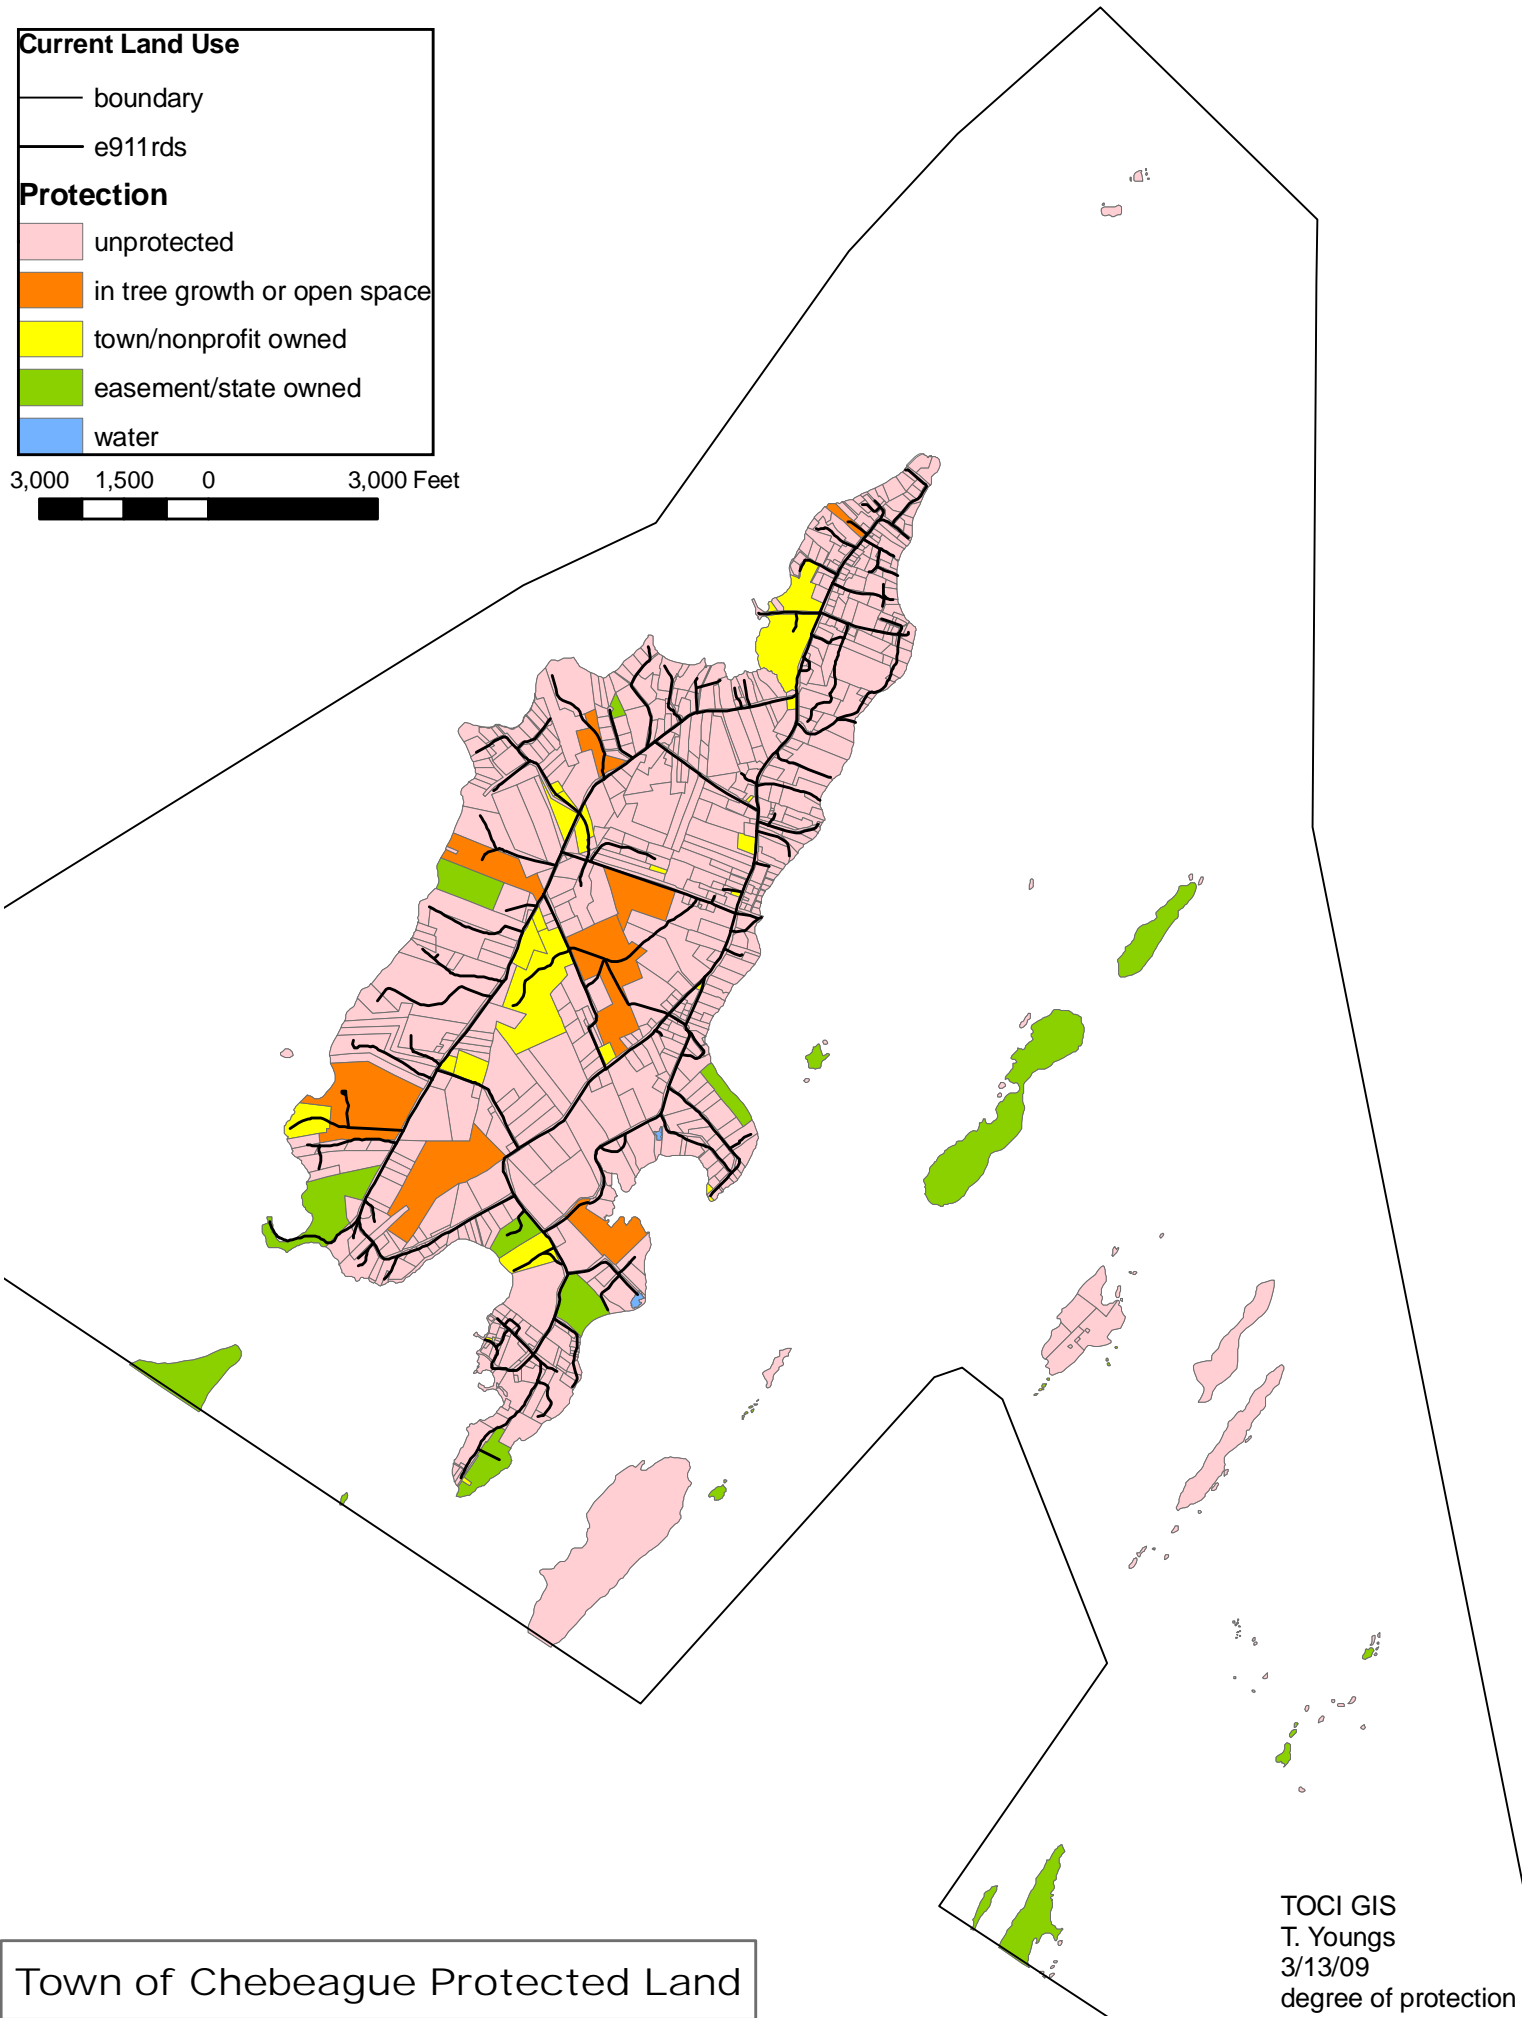 Current Land Use
boundary
e911rds
Protection
unprotected
in tree growth or open space
town/nonprofit owned
easement/state owned
water
3,000 1,500 0 3,000 Feet
TOCI GIS
T. Youngs
3/13/09
degree of protection
Town of Chebeague Protected Land